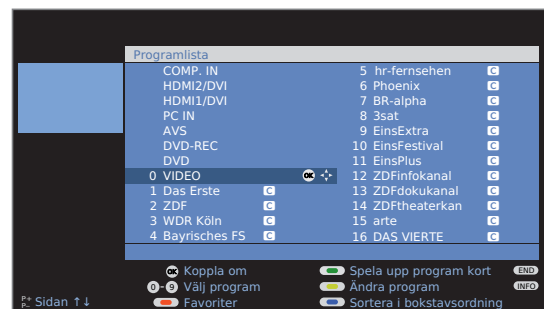 Programlista
COMP. IN
HDMI2/DVI
HDMI1/DVI
PC IN
AVS
DVD-REC
DVD
0 VIDEO OK
1 Das Erste C
2 ZDF C
3 WDR Köln C
4 Bayrisches FS C
5 hr-fernsehen C
6 Phoenix C
7 BR-alpha C
8 3sat C
9 EinsExtra C
10 EinsFestival C
11 EinsPlus C
12 ZDFinfokanal C
13 ZDFdokukanal C
14 ZDFtheaterkan C
15 arte C
16 DAS VIERTE C
OK Koppla om
0-9 Välj program
P+ P– Sidan ↑↓
Favoriter
Spela upp program kort END
Ändra program INFO
Sortera i bokstavsordning